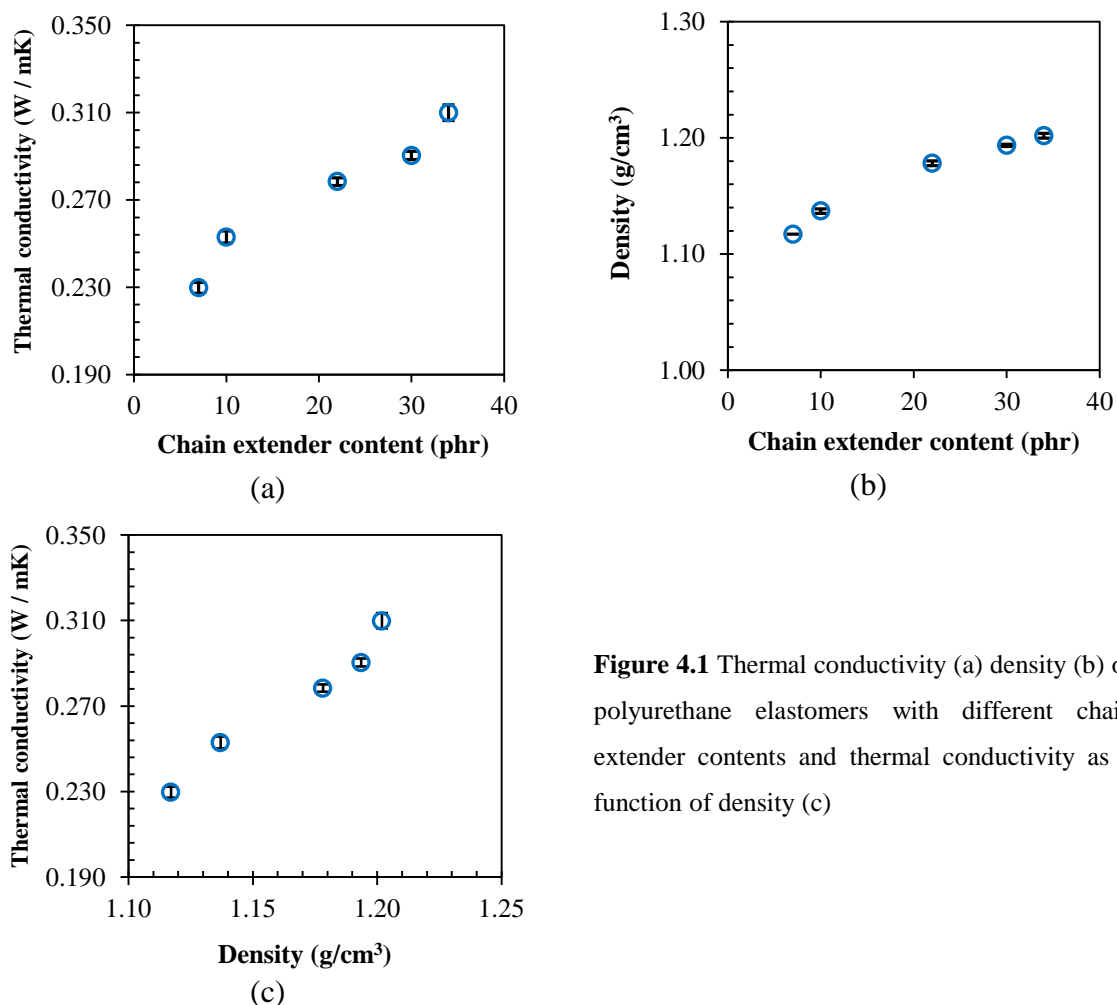 Thermal conductivity (W / mK)
0.350
0.310
0.270
0.230
0.190
0 10 20 30 40
Chain extender content (phr)
(a)
Density (g/cm³)
1.30
1.20
1.10
1.00
0 10 20 30 40
Chain extender content (phr)
(b)
Thermal conductivity (W / mK)
0.350
0.310
0.270
0.230
0.190
1.10 1.15 1.20 1.25
Density (g/cm³)
(c)
Figure 4.1 Thermal conductivity (a) density (b)
polyurethane elastomers with different chai
extender contents and thermal conductivity as
function of density (c)